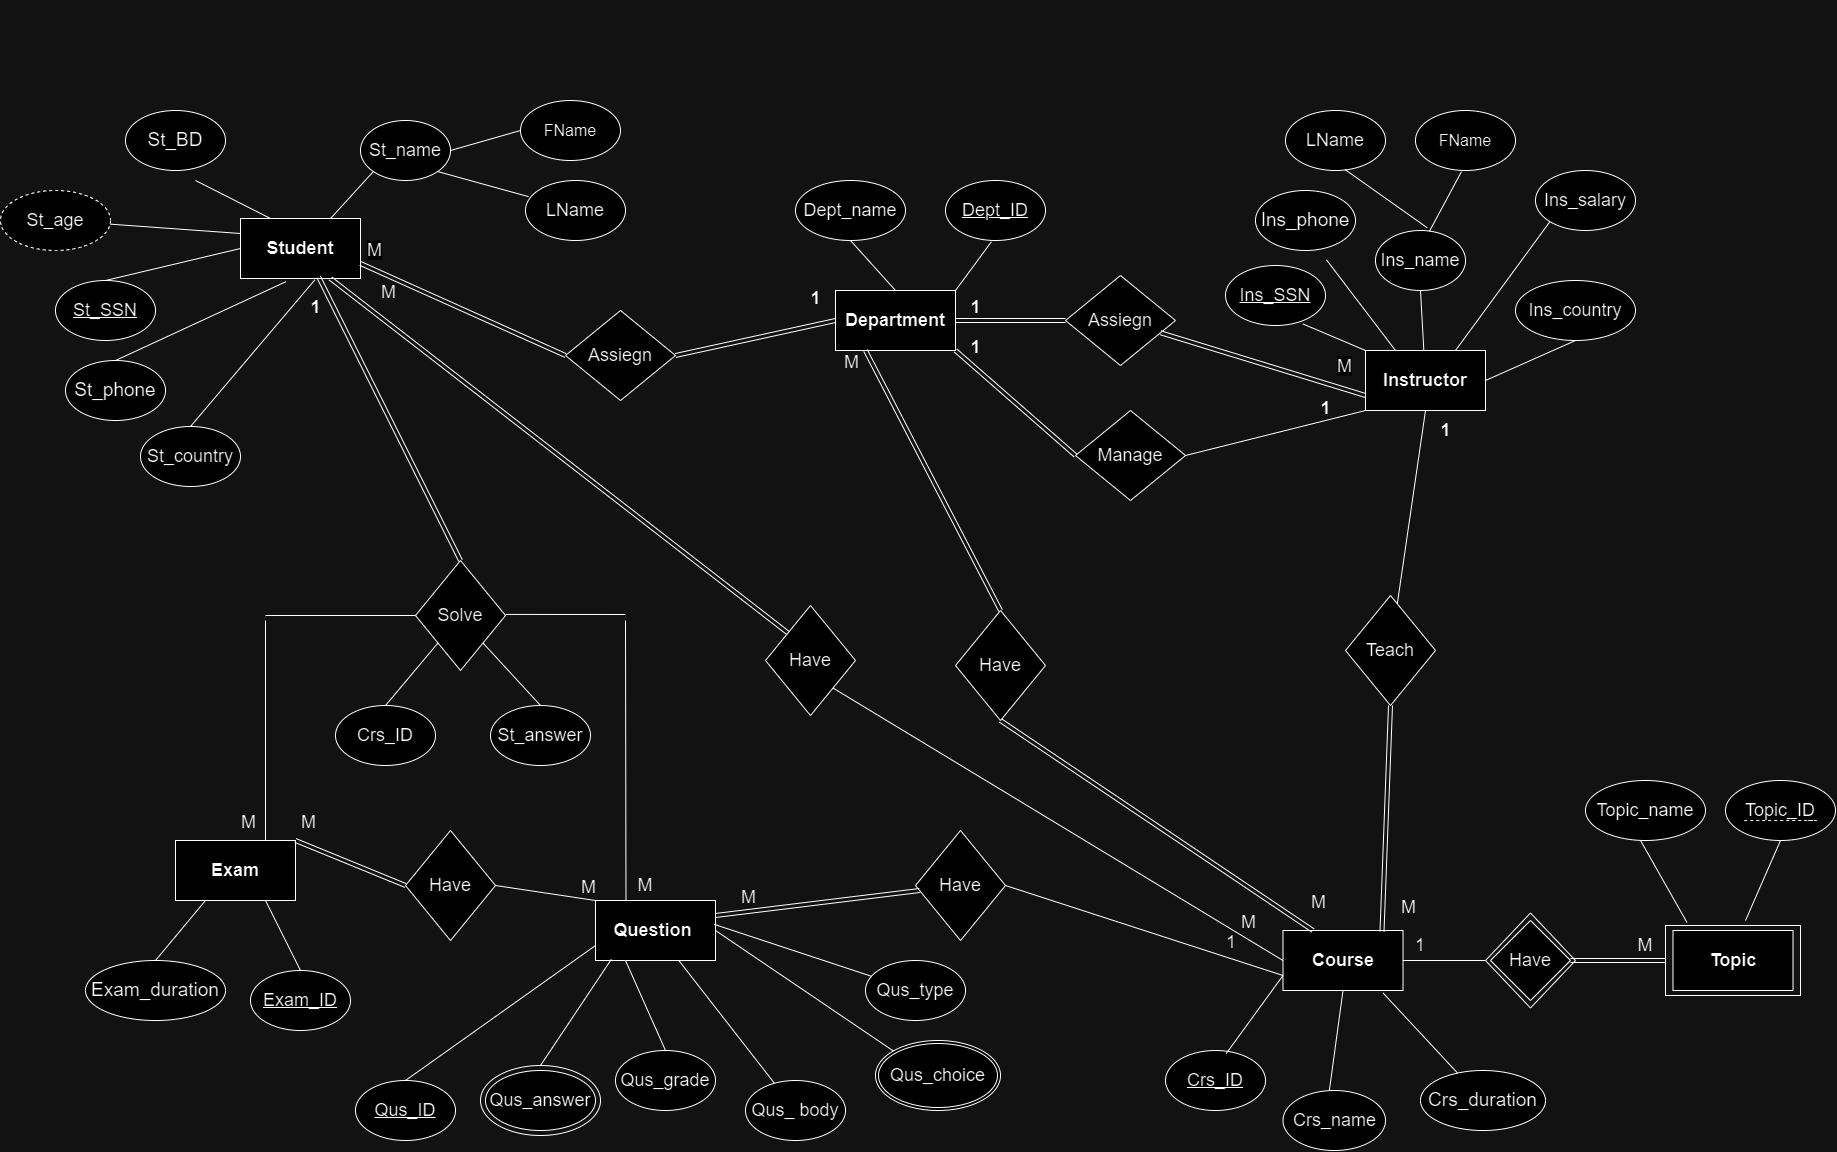 FName
St_BD
LName
FName
St_name
Ins_salary
LName
Dept_name
Dept_ID
St_age
Ins_phone
Student
M
Ins_name
M
Ins_SSN
1
1
1
St_SSN
Ins_country
Department
Assiegn
1
Assiegn
M
M
Instructor
St_phone
1
1
Manage
St_country
Solve
Teach
Have
Have
Crs_ID
St_answer
Topic_name
Topic_ID
M
M
Exam
Have
M
M
M
Have
M
M
M
1
1
M
Question
Course
Have
Topic
Exam_duration
Exam_ID
Qus_type
Qus_choice
Qus_grade
Crs_ID
Qus_answer
Crs_duration
Qus_ID
Qus_ body
Crs_name